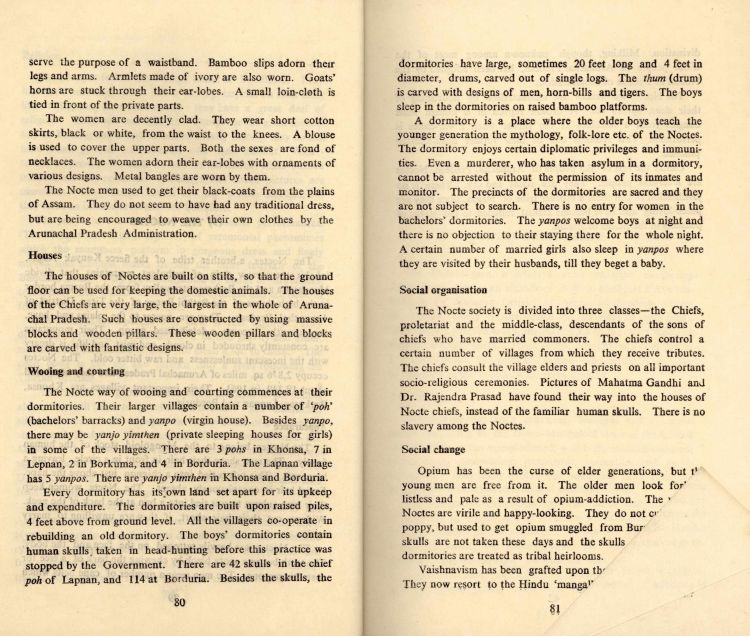 serve the purpose of a waistband. Bamboo slips adorn their
legs and arms. Armlets made of ivory are also worn. Goats'
horns are stuck through their ear-lobes. A small loin-cloth is
tied in front of the private parts.
The women are decently clad. They wear short cotton
skirts, black or white, from the waist to the knees. A blouse
is used to cover the upper parts. Both the sexes are fond of
necklaces. The women adorn their ear-lobes with ornaments of
various designs. Metal bangles are worn by them.
The Nocte men used to get their black-coats from the plains
of Assam. They do not seem to have had any traditional dress,
but are being encouraged to weave their own clothes by the
Arunachal Pradesh Administration.
Houses
The houses of Noctes are built on stilts, so that the ground
floor can be used for keeping the domestic animals. The houses
of the Chiefs are very large, the largest in the whole of Aruna-
chal Pradesh. Such houses are constructed by using massive
blocks and wooden pillars. These wooden pillars and blocks
are carved with fantastic designs.
Wooing and courting
The Nocte way of wooing and courting commences at their
dormitories. Their larger villages contain a number of 'poh'
(bachelors' barracks) and yanpo (virgin house). Besides yanpo,
there may be yanjo yimthen (private sleeping houses for girls)
in some of the villages. There are 3 pohs in Khonsa, 7 in
Lepnan, 2 in Borkuma, and 4 in Borduria. The Lapnan village
has 5 yanpos. There are yanjo yimthen in Khonsa and Borduria.
Every dormitory has its own land set apart for its upkeep
and expenditure. The dormitories are built upon raised piles,
4 feet above from ground level. All the villagers co-operate in
rebuilding an old dormitory. The boys' dormitories contain
human skulls taken in head-hunting before this practice was
stopped by the Government. There are 42 skulls in the chief
poh of Lapnan, and 114 at Borduria. Besides the skulls, the
80
dormitories have large, sometimes 20 feet long and 4 feet in
diameter, drums, carved out of single logs. The thum (drum)
is carved with designs of men, horn-bills and tigers. The boys
sleep in the dormitories on raised bamboo platforms.
A dormitory is a place where the older boys teach the
younger generation the mythology, folk-lore etc. of the Noctes.
The dormitory enjoys certain diplomatic privileges and immuni-
ties. Even a murderer, who has taken asylum in a dormitory,
cannot be arrested without the permission of its inmates and
monitor. The precincts of the dormitories are sacred and they
are not subject to search. There is no entry for women in the
bachelors' dormitories. The yanpos welcome boys at night and
there is no objection to their staying there for the whole night.
A certain number of married girls also sleep in yanpos where
they are visited by their husbands, till they beget a baby.
Social organisation
The Nocte society is divided into three classes—the Chiefs,
proletariat and the middle-class, descendants of the sons of
chiefs who have married commoners. The chiefs control a
certain number of villages from which they receive tributes.
The chiefs consult the village elders and priests on all important
socio-religious ceremonies. Pictures of Mahatma Gandhi and
Dr. Rajendra Prasad have found their way into the houses of
Nocte chiefs, instead of the familiar human skulls. There is no
slavery among the Noctes.
Social change
Opium has been the curse of elder generations, but
young men are free from it. The older men look
listless and pale as a result of opium-addiction. The
Noctes are virile and happy-looking. They do not
poppy, but used to get opium smuggled from
skulls are not taken these days and the skulls
dormitories are treated as tribal heirlooms.
Vaishnavism has been grafted upon
They now resort to the Hindu
81